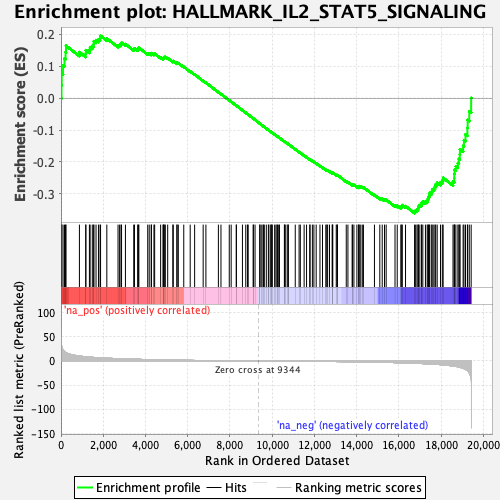 Enrichment plot: HALLMARK_IL2_STAT5_SIGNALING
Enrichment score (ES)
0.2
0.1
0.0
-0.1
-0.2
-0.3
'na_pos' (positively correlated)
Ranked list metric (PreRanked)
100
50
0
-50
-100
-150
Zero cross at 9344
'na_neg' (negatively correlated)
0
2,000
4,000
6,000
8,000
10,000
12,000
14,000
16,000
18,000
20,000
Rank in Ordered Dataset
Enrichment profile
Hits
Ranking metric scores